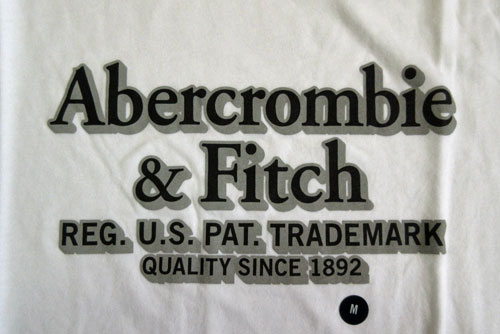 Abercrombie
& Fitch
REG. U.S. PAT. TRADEMARK
QUALITY SINCE 1892
M